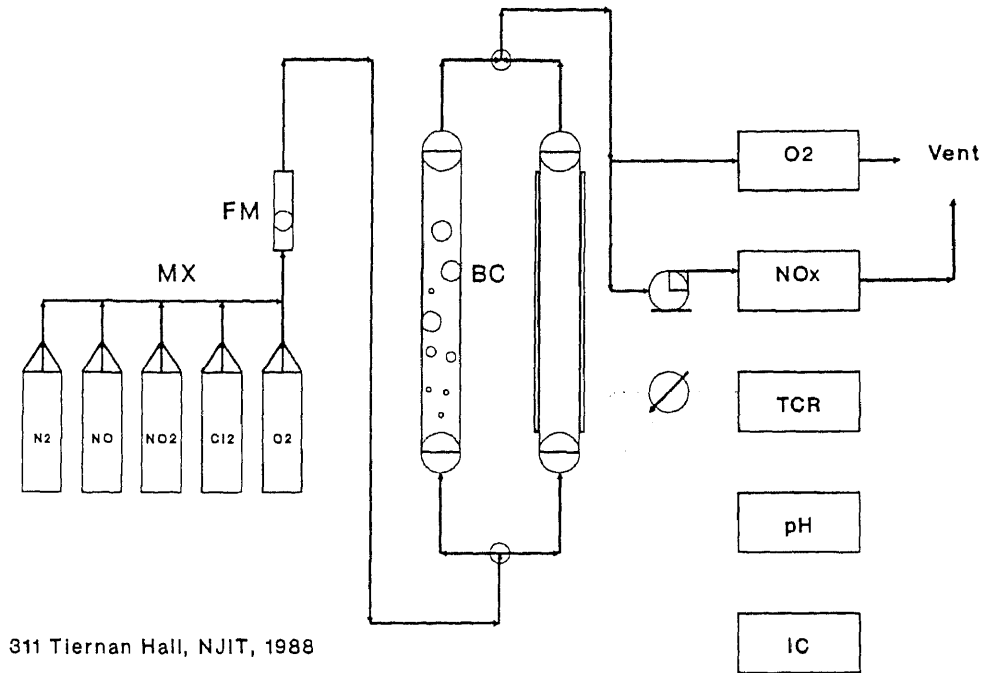 O2
Vent
FM
MX
BC
NOx
N2
NO
NO2
Cl2
O2
TCR
pH
IC
311 Tiernan Hall, NJIT, 1988